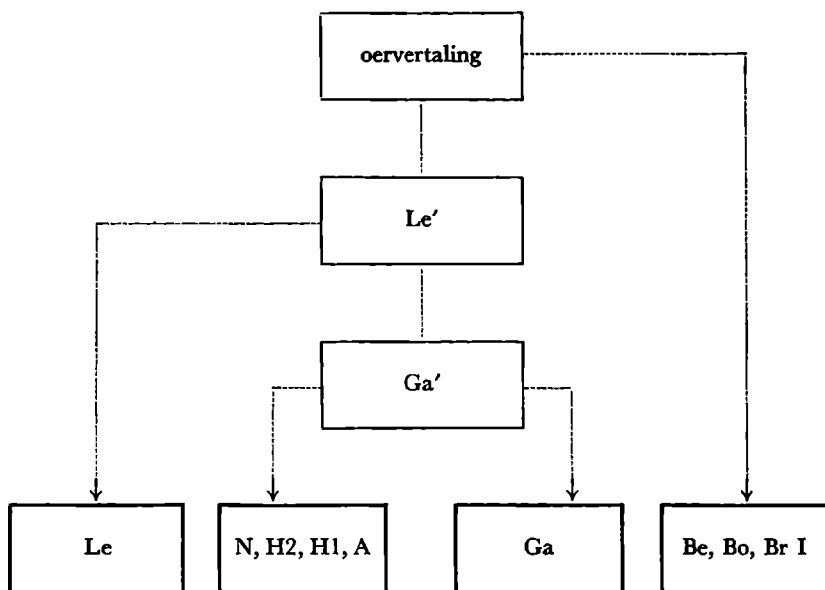 oervertaling
Le′
Ga′
Le
N, H2, H1, A
Ga
Be, Bo, Br I